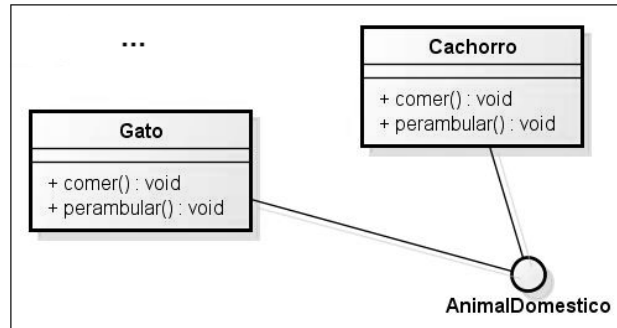 ...
Cachorro
+ comer() : void
+ perambular() : void
Gato
+ comer() : void
+ perambular() : void
AnimalDomestico